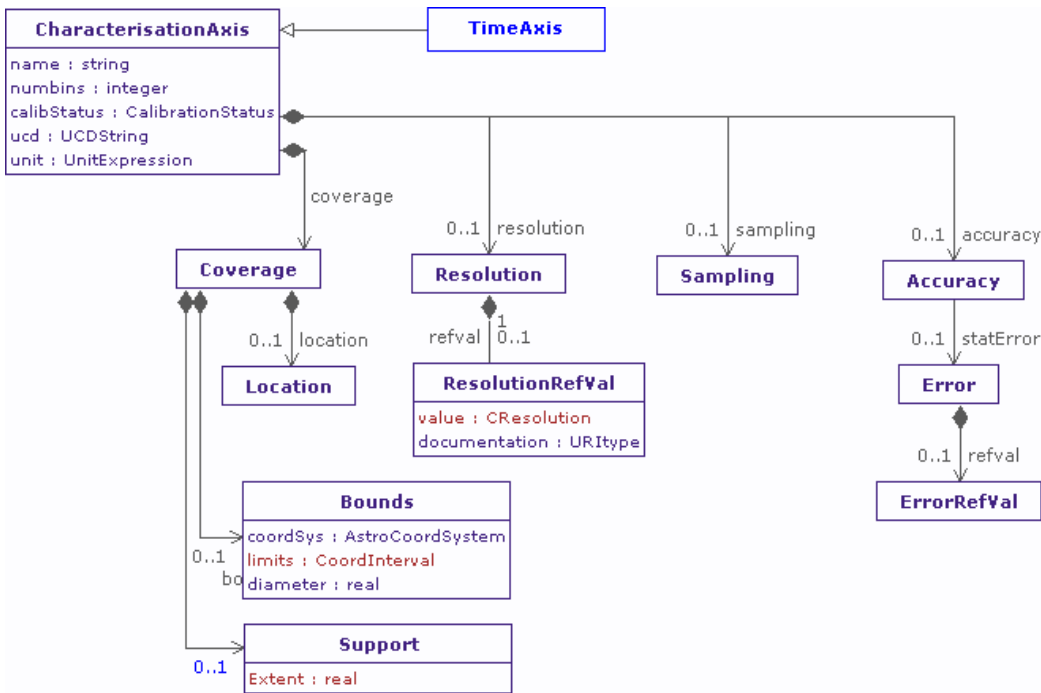 CharacterisationAxis
TimeAxis
name : string
numbins : integer
calibStatus : CalibrationStatus
ucd : UCDString
unit : UnitExpression
coverage
0..1 resolution
0..1 sampling
0..1 accuracy
Coverage
Resolution
Sampling
Accuracy
0..1 location
refval
1
0..1
0..1 statError
Location
ResolutionRefVal
value : CResolution
documentation : URItype
Error
0..1 refval
ErrorRefVal
Bounds
coordSys : AstroCoordSystem
limits : CoordInterval
diameter : real
0..1
bo
Support
Extent : real
0..1